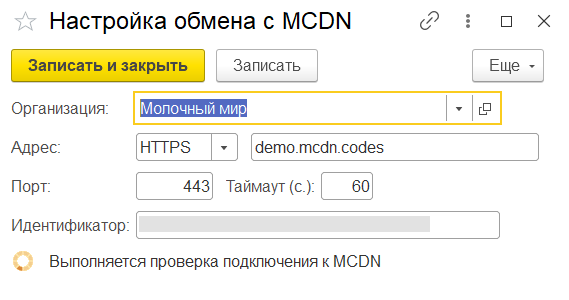 Настройка обмена с MCDN
Записать и закрыть Записать Еще
Организация: Молочный мир
Адрес: HTTPS demo.mcdn.codes
Порт: 443 Таймаут (с.): 60
Идентификатор:
Выполняется проверка подключения к MCDN